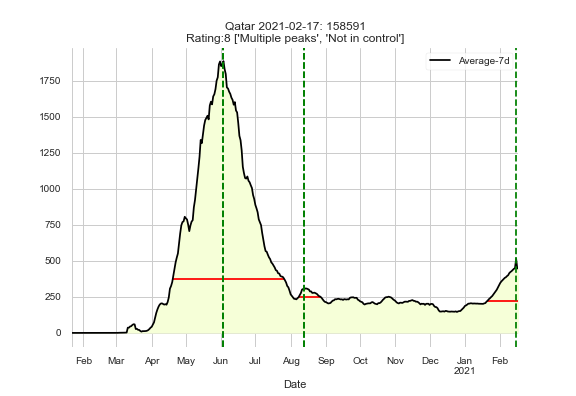 Qatar 2021-02-17: 158591
Rating:8 ['Multiple peaks', 'Not in control']
Average-7d
1750
1500
1250
1000
750
500
250
0
Feb Mar Apr May Jun Jul Aug Sep Oct Nov Dec Jan Feb
2021
Date